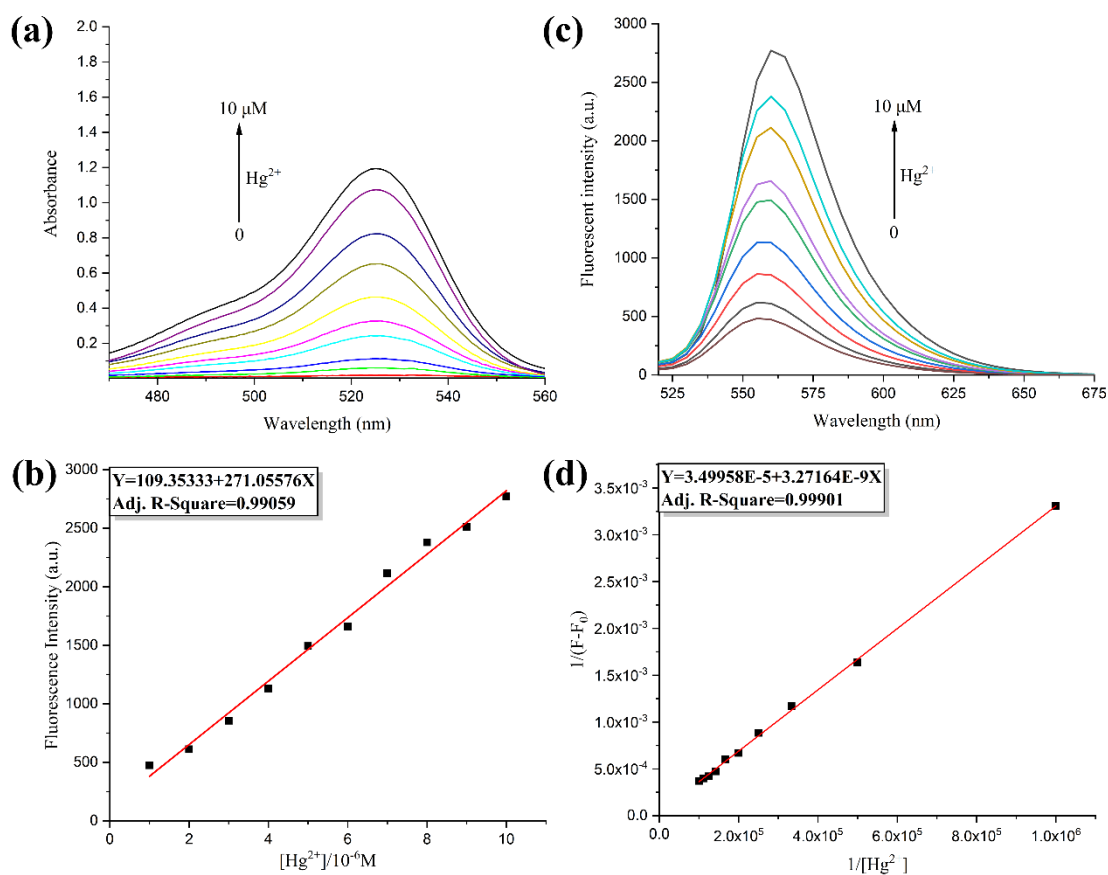 (a)
2.0
1.8
1.6
1.4
1.2
1.0
0.8
0.6
0.4
0.2
Absorbance
10 μM
Hg²⁺
0
480
500
520
540
560
Wavelength (nm)
(c)
3000
2500
2000
1500
1000
500
0
Fluorescent intensity (a.u.)
10 μM
Hg²
0
525
550
575
600
625
650
675
Wavelength (nm)
(b)
Y=109.35333+271.05576X
Adj. R-Square=0.99059
3000
2500
2000
1500
1000
500
0
Fluorescence Intensity (a.u.)
0
2
4
6
8
10
[Hg²⁺]/10⁻⁶M
(d)
Y=3.49958E-5+3.27164E-9X
Adj. R-Square=0.99901
3.5x10⁻³
3.0x10⁻³
2.5x10⁻³
2.0x10⁻³
1.5x10⁻³
1.0x10⁻³
5.0x10⁻⁴
0.0
1/(F-F₀)
0.0
2.0x10⁵
4.0x10⁵
6.0x10⁵
8.0x10⁵
1.0x10⁶
1/[Hg²⁻]